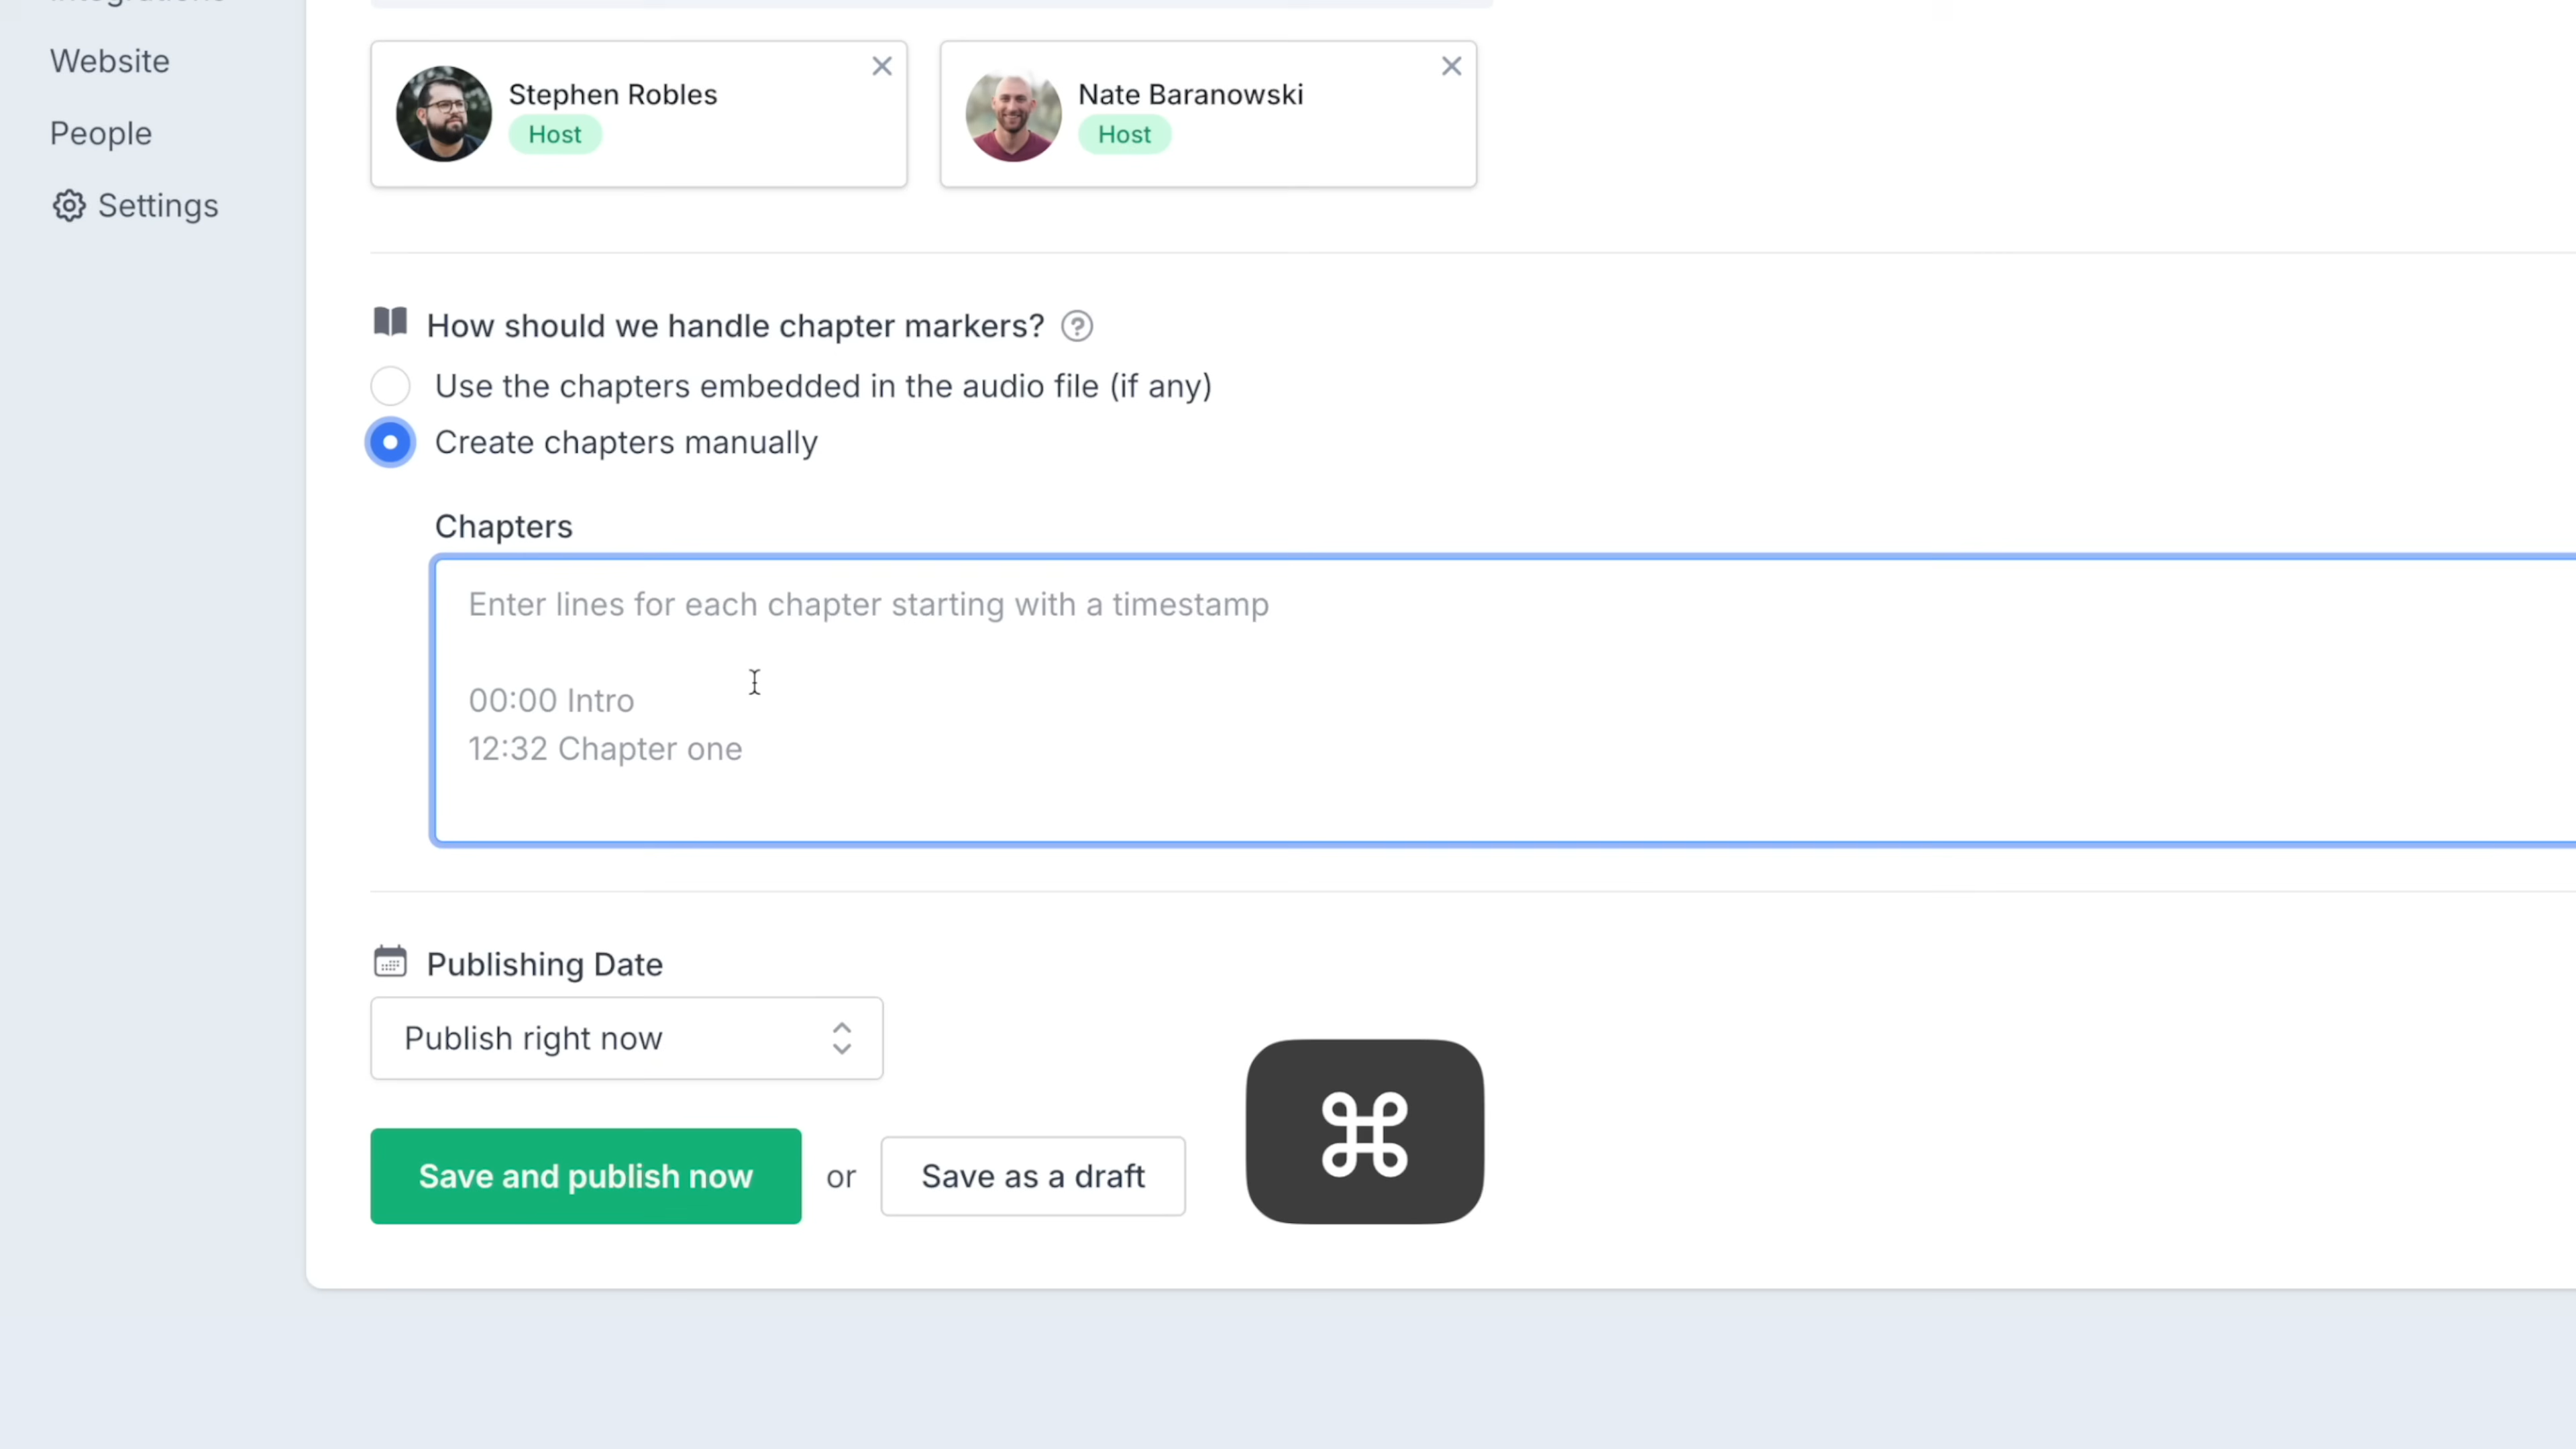 Website
People
Settings
Stephen Robles
Host
Nate Baranowski
Host
How should we handle chapter markers?
Use the chapters embedded in the audio file (if any)
Create chapters manually
Chapters
Enter lines for each chapter starting with a timestamp
00:00 Intro
12:32 Chapter one
Publishing Date
Publish right now
Save and publish now
or
Save as a draft